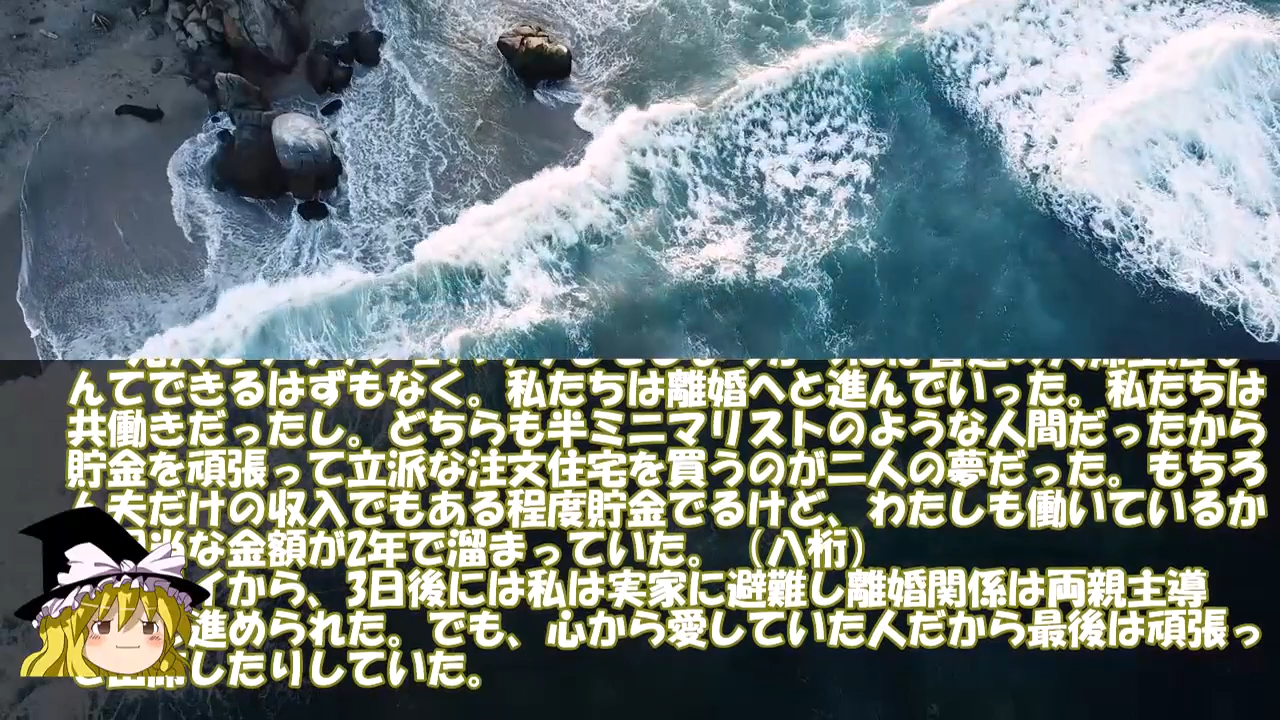 んてできるはずもなく。私たちは離婚へと進んでいった。私たちは
共働きだったし。どちらも半ミニマリストのような人間だったから
貯金を頑張って立派な注文住宅を買うのが二人の夢だった。もちろ
夫だけの収入でもある程度貯金でるけど、わたしも働いているか
な金額が2年で溜まっていた。（八桁）
イから、3日後には私は実家に避難し離婚関係は両親主導
進められた。でも、心から愛していた人だから最後は頑張っ
したりしていた。